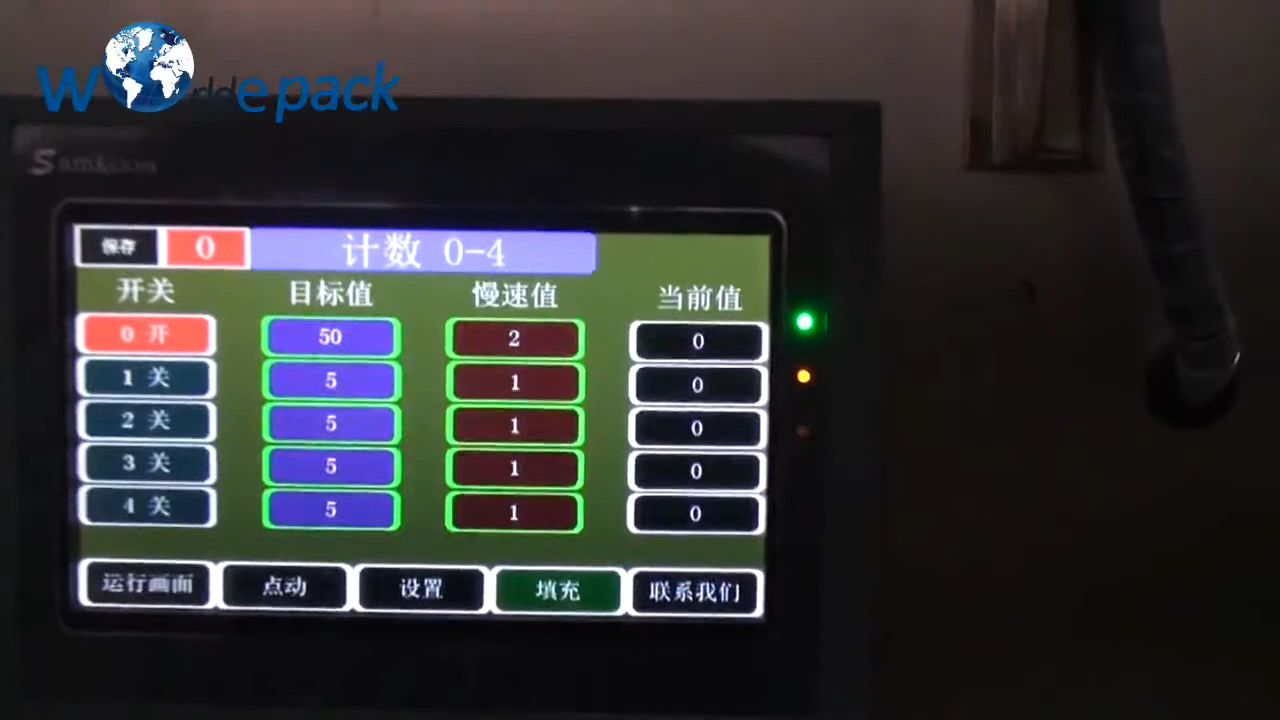 Worldepack
Samkoon
保存 0 计数 0-4
开关 目标值 慢速值 当前值
0 开 50 2 0
1 关 5 1 0
2 关 5 1 0
3 关 5 1 0
4 关 5 1 0
运行画面 点动 设置 填充 联系我们